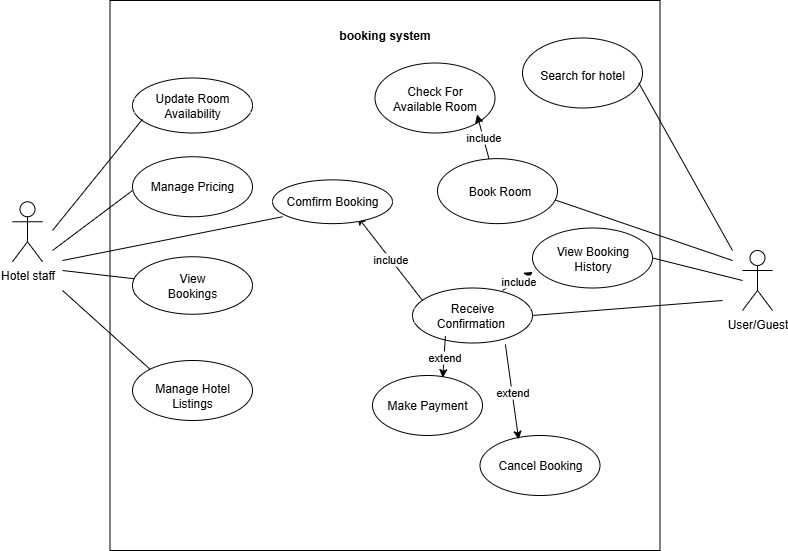 booking system
Search for hotel
Check For
Available Room
Update Room
Availability
include
Manage Pricing
Book Room
Comfirm Booking
Hotel staff
View Booking
History
include
include
View
Bookings
Receive
Confirmation
User/Guest
extend
extend
Manage Hotel
Listings
Make Payment
Cancel Booking